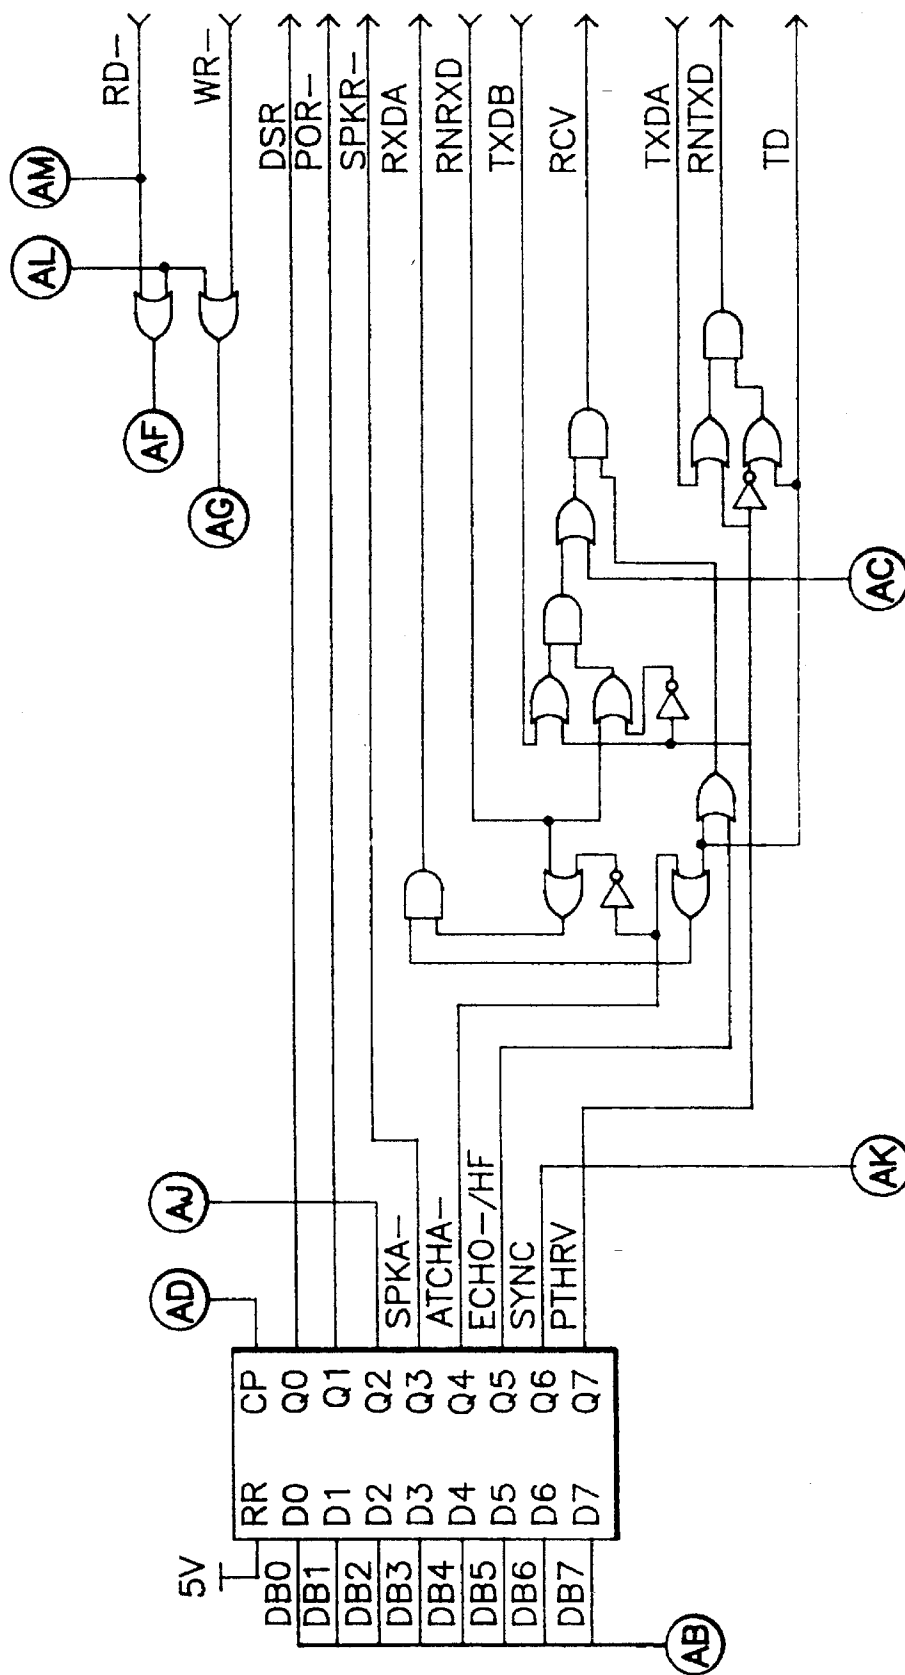 5V
RR
CP
D0
Q0
D1
Q1
D2
Q2
D3
Q3
D4
Q4
D5
Q5
D6
Q6
D7
Q7
DB0
DB1
DB2
DB3
DB4
DB5
DB6
DB7
AB
AD
AJ
SPKA-
ATCHA-
ECHO-/HF
SYNC
PTHRV
AK
AC
AG
AF
AL
AM
RD-
WR-
DSR
POR-
SPKR-
RXDA
RNRXD
TXDB
RCV
TXDA
RNTXD
TD